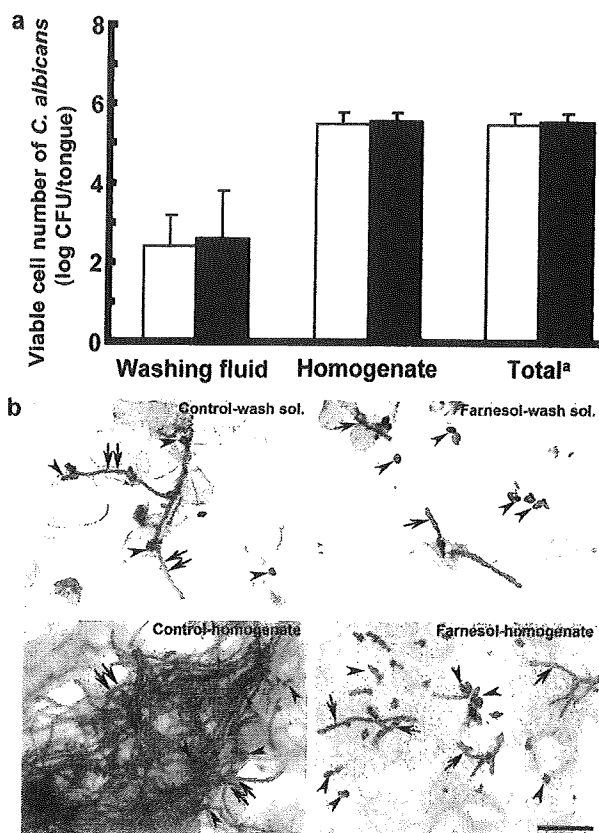 a
Viable cell number of C. albicans
(log CFU/tongue)
8
6
4
2
0
Washing fluid Homogenate Totalª
b
Control-wash sol. Farnesol-wash sol.
Control-homogenate Farnesol-homogenate